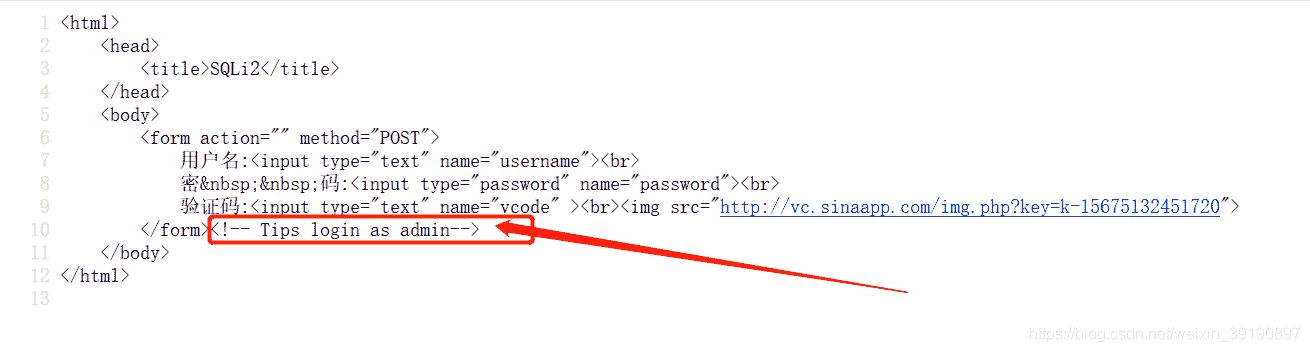 1 <html>
2 <head>
3 <title>SQLi2</title>
4 </head>
5 <body>
6 <form action="" method="POST">
7 用户名:<input type="text" name="username"><br>
8 密&nbsp;&nbsp;码:<input type="password" name="password"><br>
9 验证码:<input type="text" name="vcode" ><br><img src="http://vc.sinaapp.com/img.php?key=k-15675132451720">
10 </form><!-- Tips login as admin-->
11 </body>
12 </html>
13
https://blog.csdn.net/weixin_39190897